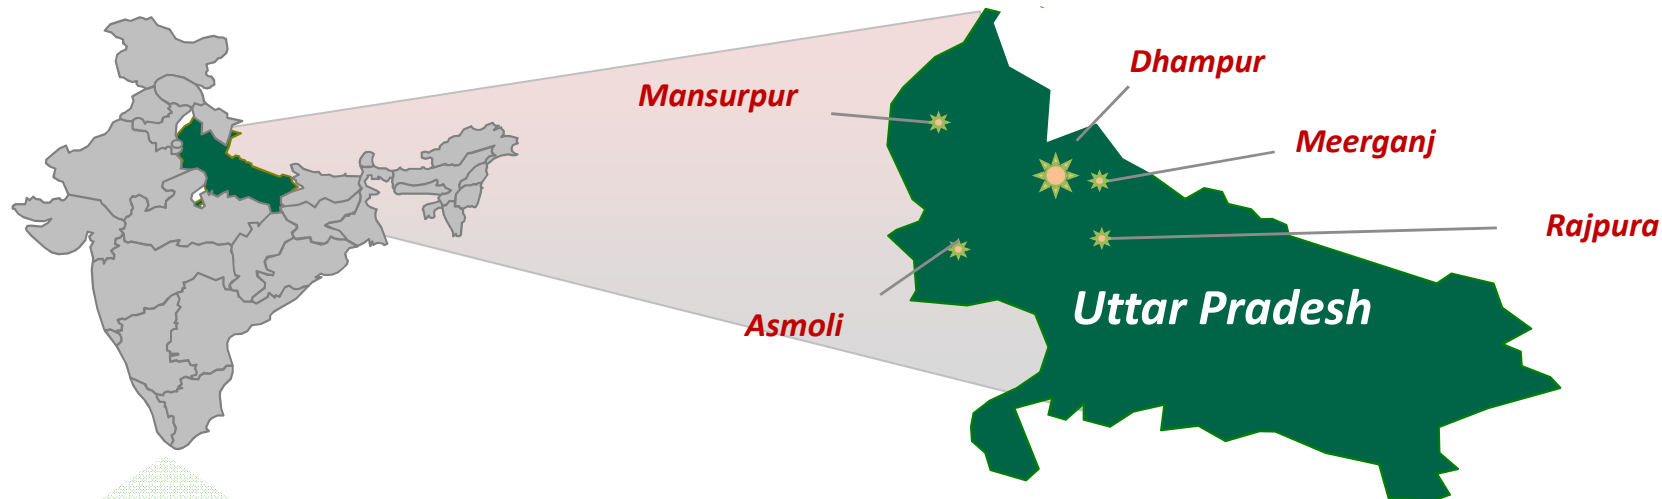 Dhampur
Mansurpur
Meerganj
Rajpura
Uttar Pradesh
Asmoli